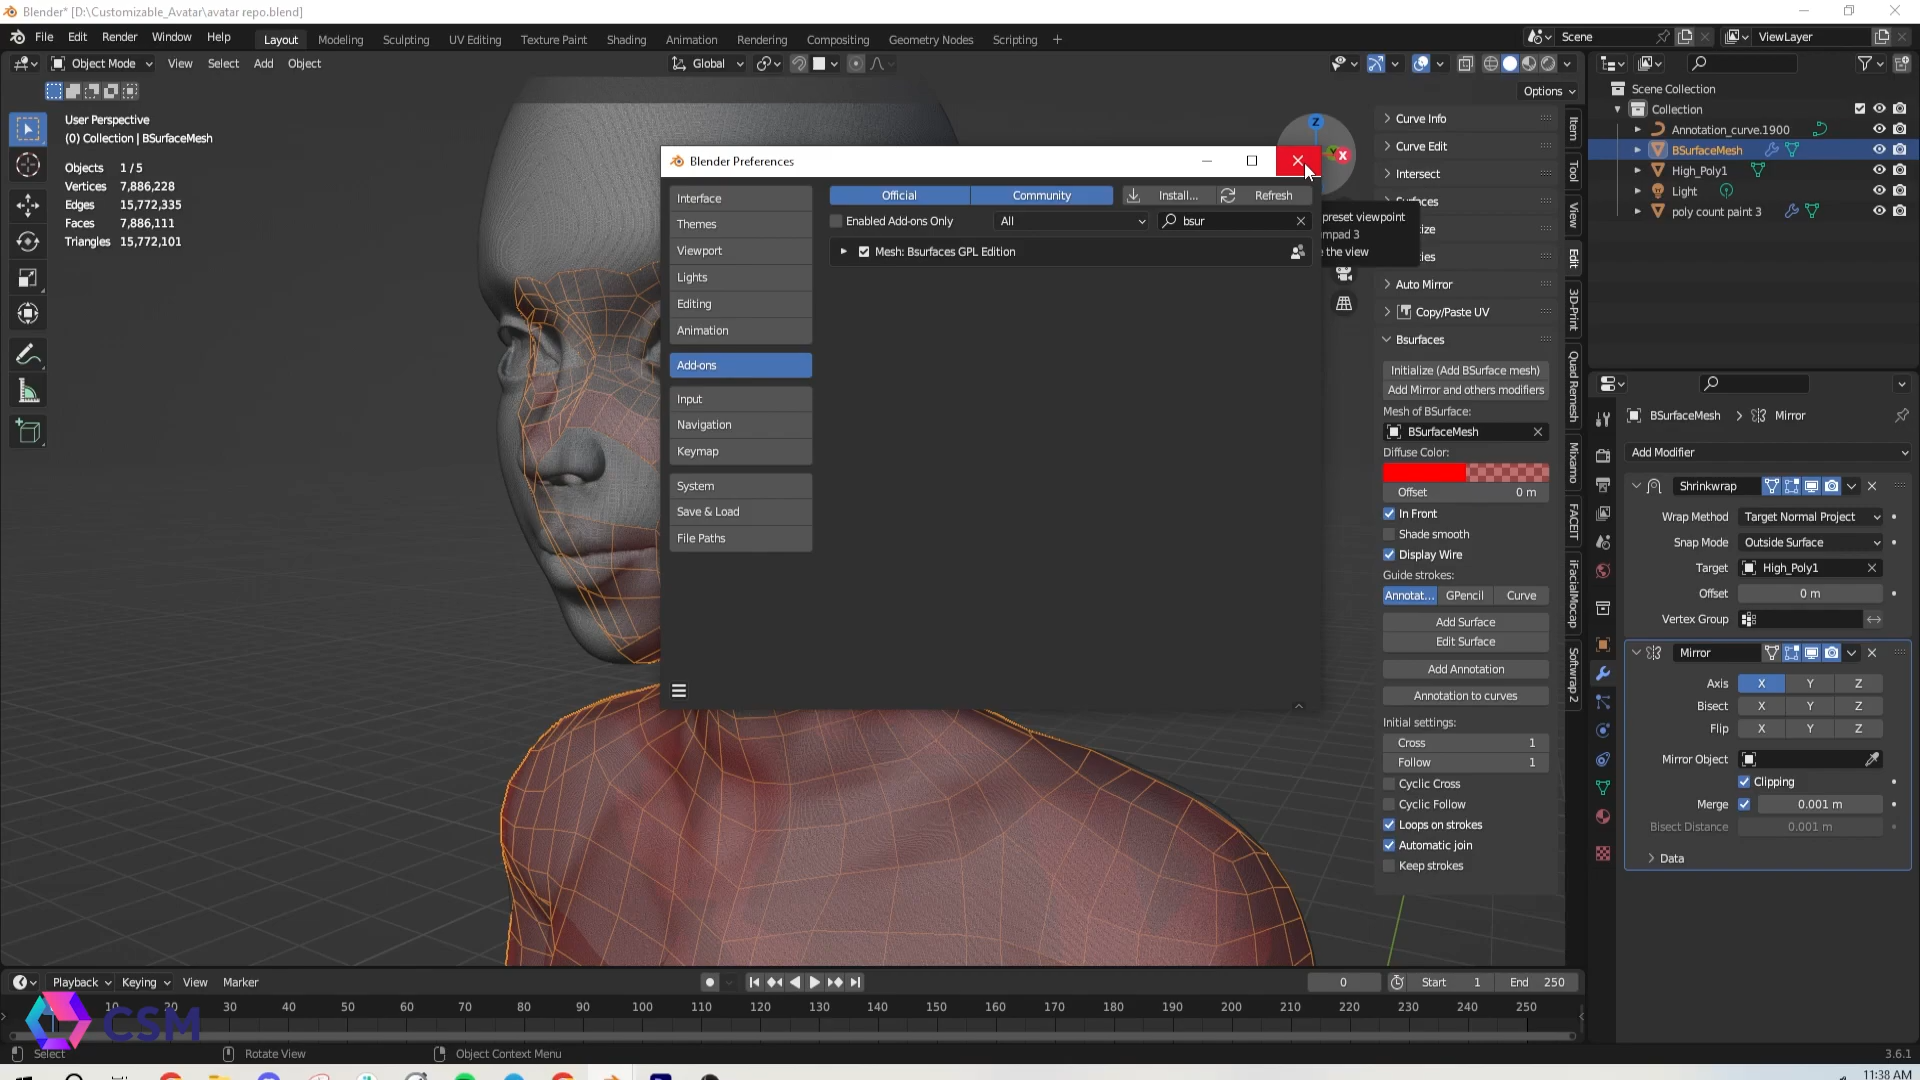 Blender* [D:\Customizable_Avatar\avatar repo.blend]
File Edit Render Window Help Layout Modeling Sculpting UV Editing Texture Paint Shading Animation Rendering Compositing Geometry Nodes Scripting + Scene ViewLayer
Object Mode View Select Add Object Global
Options
User Perspective
(0) Collection | BSurfaceMesh
Objects 1 / 5
Vertices 7,886,228
Edges 15,772,335
Faces 7,886,111
Triangles 15,772,101
Blender Preferences
Interface
Themes
Viewport
Lights
Editing
Animation
Add-ons
Input
Navigation
Keymap
System
Save & Load
File Paths
Official Community Install... Refresh
Enabled Add-ons Only All bsur
Mesh: Bsurfaces GPL Edition
preset viewpoint
mpad 3
the view
Z
Y
X
Curve Info
Curve Edit
Intersect
Surfaces
ize
ies
Auto Mirror
Copy/Paste UV
Bsurfaces
Initialize (Add BSurface mesh)
Add Mirror and others modifiers
Mesh of BSurface:
BSurfaceMesh
Diffuse Color:
Offset 0 m
In Front
Shade smooth
Display Wire
Guide strokes:
Annotat... GPencil Curve
Add Surface
Edit Surface
Add Annotation
Annotation to curves
Initial settings:
Cross 1
Follow 1
Cyclic Cross
Cyclic Follow
Loops on strokes
Automatic join
Keep strokes
Item
Tool
View
Edit
3D-Print
Quad Remesh
Mixamo
FACEIT
iFacialMocap
Softwrap 2
Scene Collection
Collection
Annotation_curve.1900
BSurfaceMesh
High_Poly1
Light
poly count paint 3
BSurfaceMesh > Mirror
Add Modifier
Shrinkwrap
Wrap Method Target Normal Project
Snap Mode Outside Surface
Target High_Poly1
Offset 0 m
Vertex Group
Mirror
Axis X Y Z
Bisect X Y Z
Flip X Y Z
Mirror Object
Clipping
Merge 0.001 m
Bisect Distance 0.001 m
Data
Playback Keying View Marker 0 Start 1 End 250
10 20 30 40 50 60 70 80 90 100 110 120 130 140 150 160 170 180 190 200 210 220 230 240 250
CSM
Select Rotate View Object Context Menu 3.6.1
11:38 AM